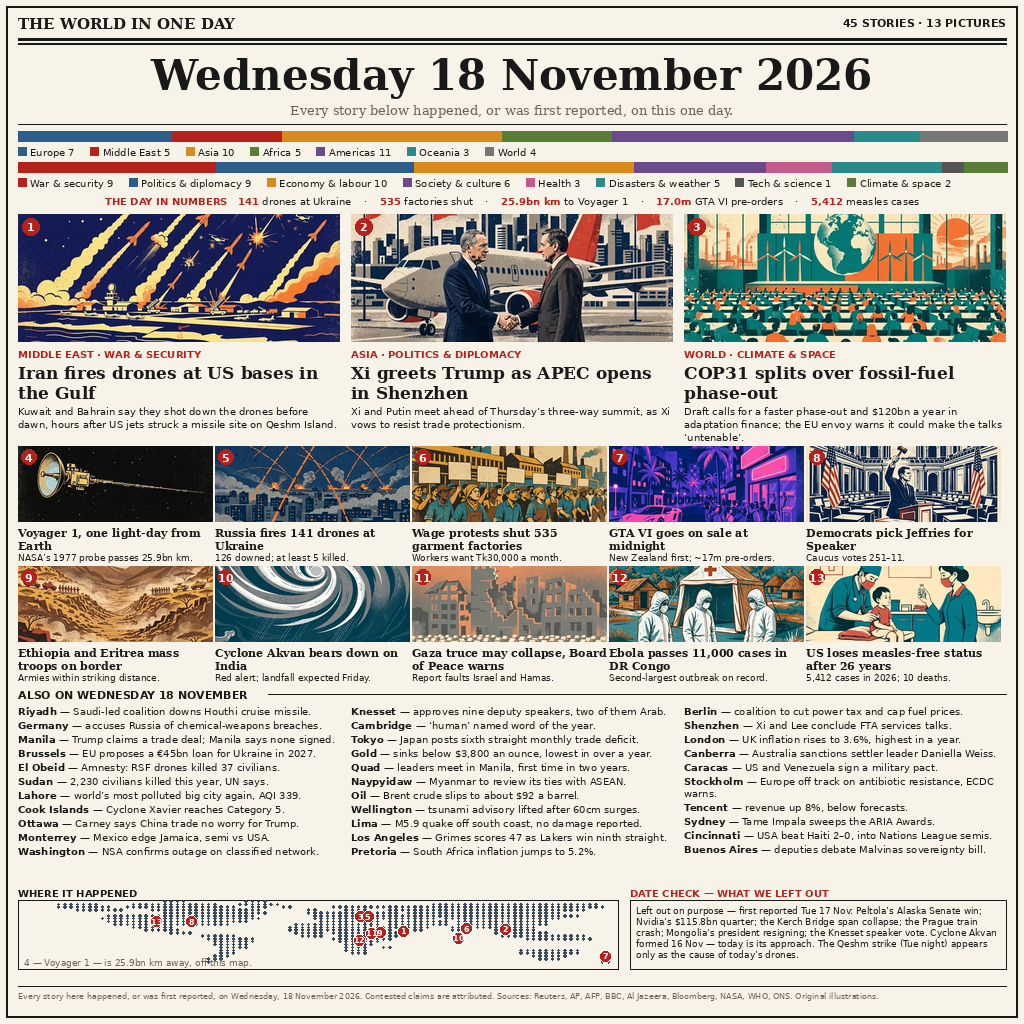 THE WORLD IN ONE DAY
45 STORIES · 13 PICTURES
Wednesday 18 November 2026
Every story below happened, or was first reported, on this one day.
Europe 7 Middle East 5 Asia 10 Africa 5 Americas 11 Oceania 3 World 4
War & security 9 Politics & diplomacy 9 Economy & labour 10 Society & culture 6 Health 3 Disasters & weather 5 Tech & science 1 Climate & space 2
THE DAY IN NUMBERS 141 drones at Ukraine · 535 factories shut · 25.9bn km to Voyager 1 · 17.0m GTA VI pre-orders · 5,412 measles cases
1
MIDDLE EAST · WAR & SECURITY
Iran fires drones at US bases in
the Gulf
Kuwait and Bahrain say they shot down the drones before
dawn, hours after US jets struck a missile site on Qeshm Island.
2
ASIA · POLITICS & DIPLOMACY
Xi greets Trump as APEC opens
in Shenzhen
Xi and Putin meet ahead of Thursday's three-way summit, as Xi
vows to resist trade protectionism.
3
WORLD · CLIMATE & SPACE
COP31 splits over fossil-fuel
phase-out
Draft calls for a faster phase-out and $120bn a year in
adaptation finance; the EU envoy warns it could make the talks
‘untenable’.
4
Voyager 1, one light-day from
Earth
NASA's 1977 probe passes 25.9bn km.
5
Russia fires 141 drones at
Ukraine
126 downed; at least 5 killed.
6
Wage protests shut 535
garment factories
Workers want Tk30,000 a month.
7
GTA VI goes on sale at
midnight
New Zealand first; ~17m pre-orders.
8
Democrats pick Jeffries for
Speaker
Caucus votes 251–11.
9
Ethiopia and Eritrea mass
troops on border
Armies within striking distance.
10
Cyclone Akvan bears down on
India
Red alert; landfall expected Friday.
11
Gaza truce may collapse, Board
of Peace warns
Report faults Israel and Hamas.
12
Ebola passes 11,000 cases in
DR Congo
Second-largest outbreak on record.
13
US loses measles-free status
after 26 years
5,412 cases in 2026; 10 deaths.
ALSO ON WEDNESDAY 18 NOVEMBER
Riyadh — Saudi-led coalition downs Houthi cruise missile.
Germany — accuses Russia of chemical-weapons breaches.
Manila — Trump claims a trade deal; Manila says none signed.
Brussels — EU proposes a €45bn loan for Ukraine in 2027.
El Obeid — Amnesty: RSF drones killed 37 civilians.
Sudan — 2,230 civilians killed this year, UN says.
Lahore — world's most polluted big city again, AQI 339.
Cook Islands — Cyclone Xavier reaches Category 5.
Ottawa — Carney says China trade no worry for Trump.
Monterrey — Mexico edge Jamaica, semi vs USA.
Washington — NSA confirms outage on classified network.
Knesset — approves nine deputy speakers, two of them Arab.
Cambridge — ‘human’ named word of the year.
Tokyo — Japan posts sixth straight monthly trade deficit.
Gold — sinks below $3,800 an ounce, lowest in over a year.
Quad — leaders meet in Manila, first time in two years.
Naypyidaw — Myanmar to review its ties with ASEAN.
Oil — Brent crude slips to about $92 a barrel.
Wellington — tsunami advisory lifted after 60cm surges.
Lima — M5.9 quake off south coast, no damage reported.
Los Angeles — Grimes scores 47 as Lakers win ninth straight.
Pretoria — South Africa inflation jumps to 5.2%.
Berlin — coalition to cut power tax and cap fuel prices.
Shenzhen — Xi and Lee conclude FTA services talks.
London — UK inflation rises to 3.6%, highest in a year.
Canberra — Australia sanctions settler leader Daniella Weiss.
Caracas — US and Venezuela sign a military pact.
Stockholm — Europe off track on antibiotic resistance, ECDC
warns.
Tencent — revenue up 8%, below forecasts.
Sydney — Tame Impala sweeps the ARIA Awards.
Cincinnati — USA beat Haiti 2–0, into Nations League semis.
Buenos Aires — deputies debate Malvinas sovereignty bill.
WHERE IT HAPPENED
13 8 3 5 11 9 12 1 6 10 2 7
4 — Voyager 1 — is 25.9bn km away, off this map.
DATE CHECK — WHAT WE LEFT OUT
Left out on purpose — first reported Tue 17 Nov: Peltola's Alaska Senate win;
Nvidia's $115.8bn quarter; the Kerch Bridge span collapse; the Prague train
crash; Mongolia's president resigning; the Knesset speaker vote. Cyclone Akvan
formed 16 Nov — today is its approach. The Qeshm strike (Tue night) appears
only as the cause of today's drones.
Every story here happened, or was first reported, on Wednesday, 18 November 2026. Contested claims are attributed. Sources: Reuters, AP, AFP, BBC, Al Jazeera, Bloomberg, NASA, WHO, ONS. Original illustrations.